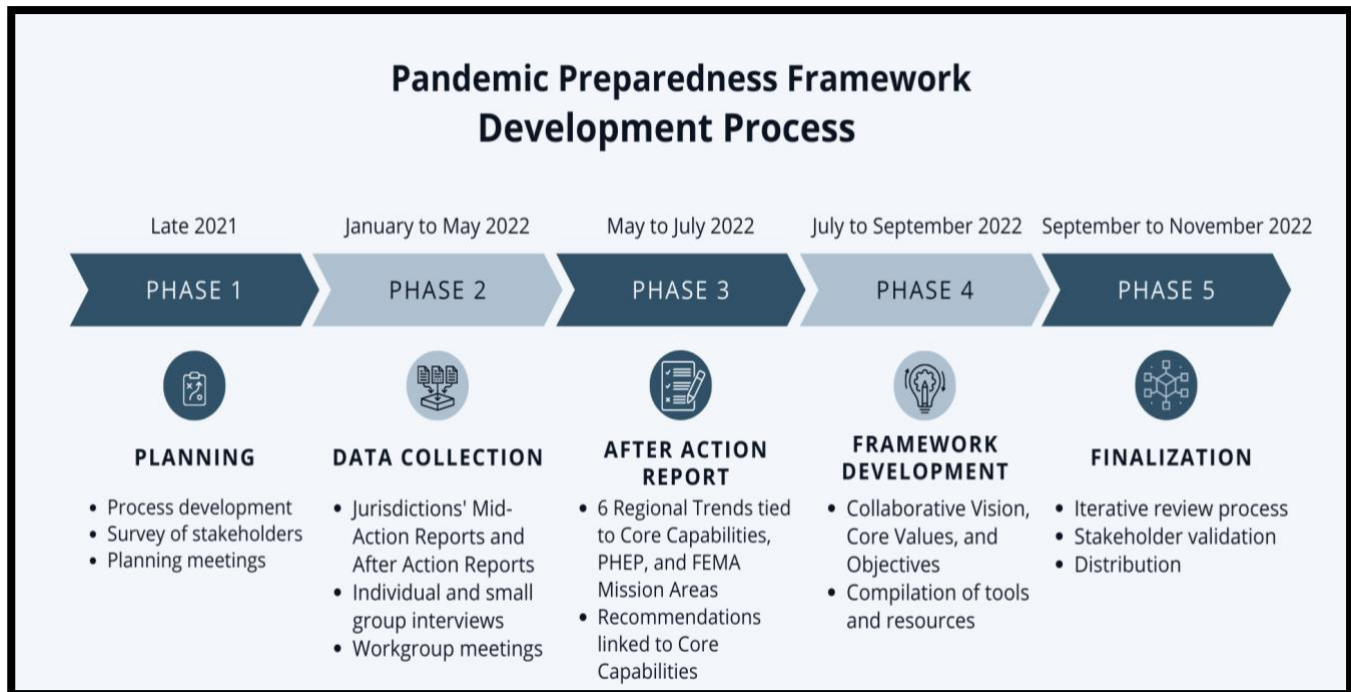 Pandemic Preparedness Framework
Development Process
Late 2021
January to May 2022
May to July 2022
July to September 2022
September to November 2022
PHASE 1
PHASE 2
PHASE 3
PHASE 4
PHASE 5
PLANNING
• Process development
• Survey of stakeholders
• Planning meetings
DATA COLLECTION
• Jurisdictions' Mid-
Action Reports and
After Action Reports
• Individual and small
group interviews
• Workgroup meetings
AFTER ACTION
REPORT
• 6 Regional Trends tied
to Core Capabilities,
PHEP, and FEMA
Mission Areas
• Recommendations
linked to Core
Capabilities
FRAMEWORK
DEVELOPMENT
• Collaborative Vision,
Core Values, and
Objectives
• Compilation of tools
and resources
FINALIZATION
• Iterative review process
• Stakeholder validation
• Distribution